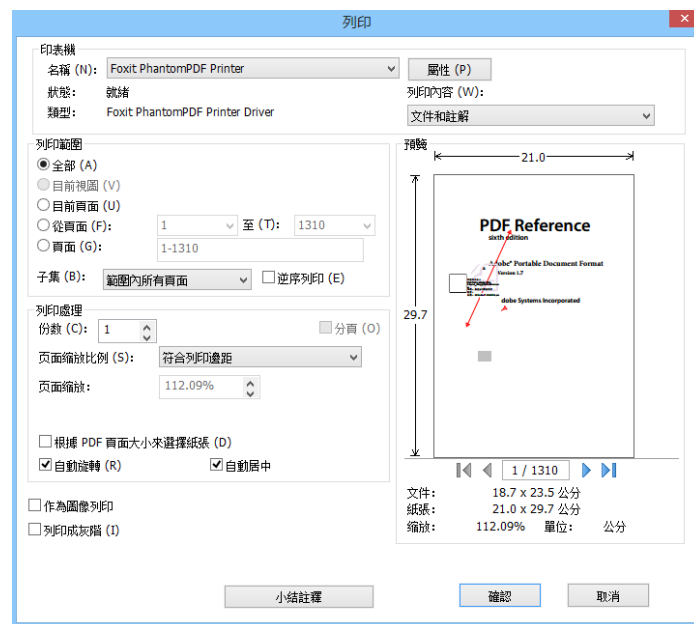 列印
印表機
名稱 (N): Foxit PhantomPDF Printer 屬性 (P)
狀態: 就緒 列印內容 (W):
類型: Foxit PhantomPDF Printer Driver 文件和註解
列印範圍
全部 (A)
目前視圖 (V)
目前頁面 (U)
從頁面 (F): 1 至 (T): 1310
頁面 (G): 1-1310
子集 (B): 範圍內所有頁面 逆序列印 (E)
列印處理
份數 (C): 1 分頁 (O)
页面缩放比例 (S): 符合列印邊距
页面缩放: 112.09%
根據 PDF 頁面大小來選擇紙張 (D)
自動旋轉 (R) 自動居中
作為圖像列印
列印成灰階 (I)
預覽
21.0
29.7
PDF Reference
sixth edition
Adobe® Portable Document Format
Version 1.7
dobe Systems Incorporated
1 / 1310
文件: 18.7 x 23.5 公分
紙張: 21.0 x 29.7 公分
缩放: 112.09% 單位: 公分
小结註釋 確認 取消